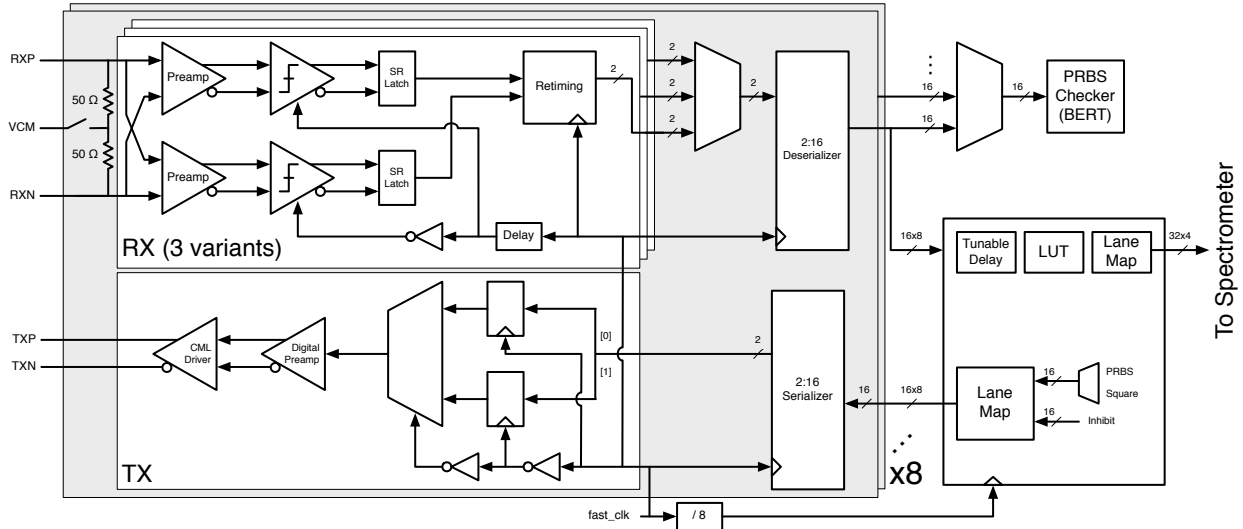 RXP
50 Ω
VCM
50 Ω
RXN
Preamp
SR
Latch
Preamp
SR
Latch
Retiming
2
Delay
RX (3 variants)
2
2
2
2
2:16
Deserializer
16
16
16
PRBS
Checker
(BERT)
16x8
Tunable
Delay
LUT
Lane
Map
32x4
To Spectrometer
TXP
TXN
CML
Driver
Digital
Preamp
[0]
[1]
2
2:16
Serializer
16
16x8
Lane
Map
16
PRBS
Square
16
Inhibit
TX
x8
fast_clk
/ 8